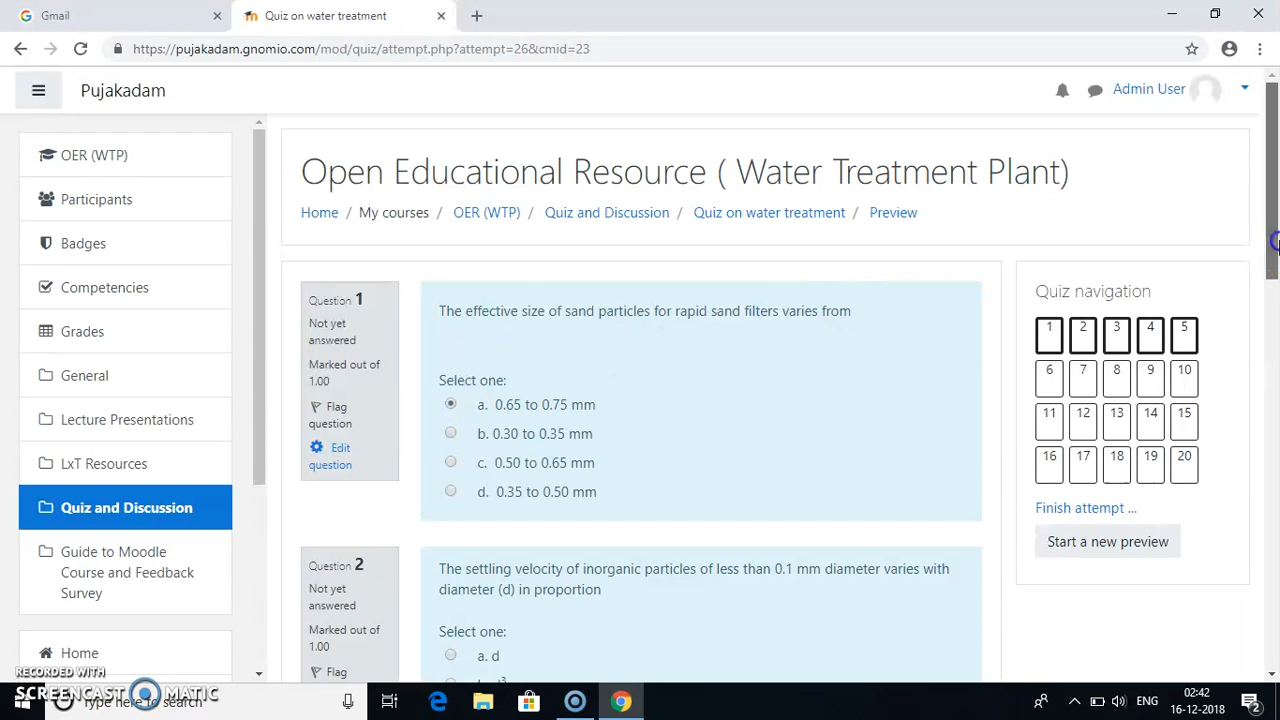 Gmail
Quiz on water treatment
https://pujakadam.gnomio.com/mod/quiz/attempt.php?attempt=26&cmid=23
Pujakadam
Admin User
OER (WTP)
Participants
Badges
Competencies
Grades
General
Lecture Presentations
LxT Resources
Quiz and Discussion
Guide to Moodle
Course and Feedback
Survey
Home
Open Educational Resource ( Water Treatment Plant)
Home / My courses / OER (WTP) / Quiz and Discussion / Quiz on water treatment / Preview
Question 1
Not yet
answered
Marked out of
1.00
Flag
question
Edit
question
The effective size of sand particles for rapid sand filters varies from
Select one:
a. 0.65 to 0.75 mm
b. 0.30 to 0.35 mm
c. 0.50 to 0.65 mm
d. 0.35 to 0.50 mm
Question 2
Not yet
answered
Marked out of
1.00
Flag
The settling velocity of inorganic particles of less than 0.1 mm diameter varies with
diameter (d) in proportion
Select one:
a. d
Quiz navigation
1 2 3 4 5
6 7 8 9 10
11 12 13 14 15
16 17 18 19 20
Finish attempt ...
Start a new preview
RECORDED WITH
SCREENCAST MATIC
Type here to search
ENG
02:42
16-12-2018
2